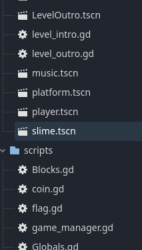 LevelOutro.tscn
level_intro.gd
level_outro.gd
music.tscn
platform.tscn
player.tscn
slime.tscn
scripts
Blocks.gd
coin.gd
flag.gd
game_manager.gd
Globals.gd